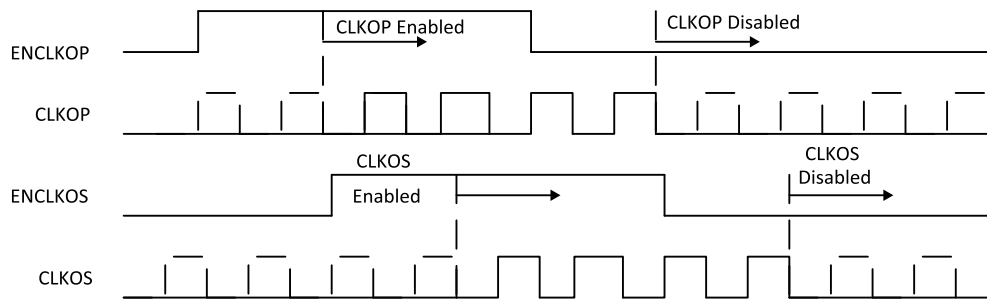 CLKOP Enabled
CLKOP Disabled
ENCLKOP
CLKOP
CLKOS
Enabled
CLKOS
Disabled
ENCLKOS
CLKOS